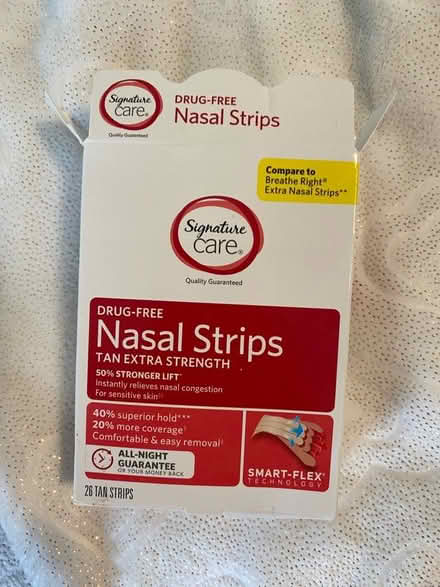 Signature
care®
Quality Guaranteed
DRUG-FREE
Nasal Strips
Compare to
Breathe Right®
Extra Nasal Strips**
Signature
care®
Quality Guaranteed
DRUG-FREE
Nasal Strips
TAN EXTRA STRENGTH
50% STRONGER LIFT*
Instantly relieves nasal congestion
For sensitive skin◊◊
40% superior hold***
20% more coverage◊
Comfortable & easy removal◊
ALL-NIGHT
GUARANTEE
OR YOUR MONEY BACK
SMART-FLEX®
TECHNOLOGY
26 TAN STRIPS